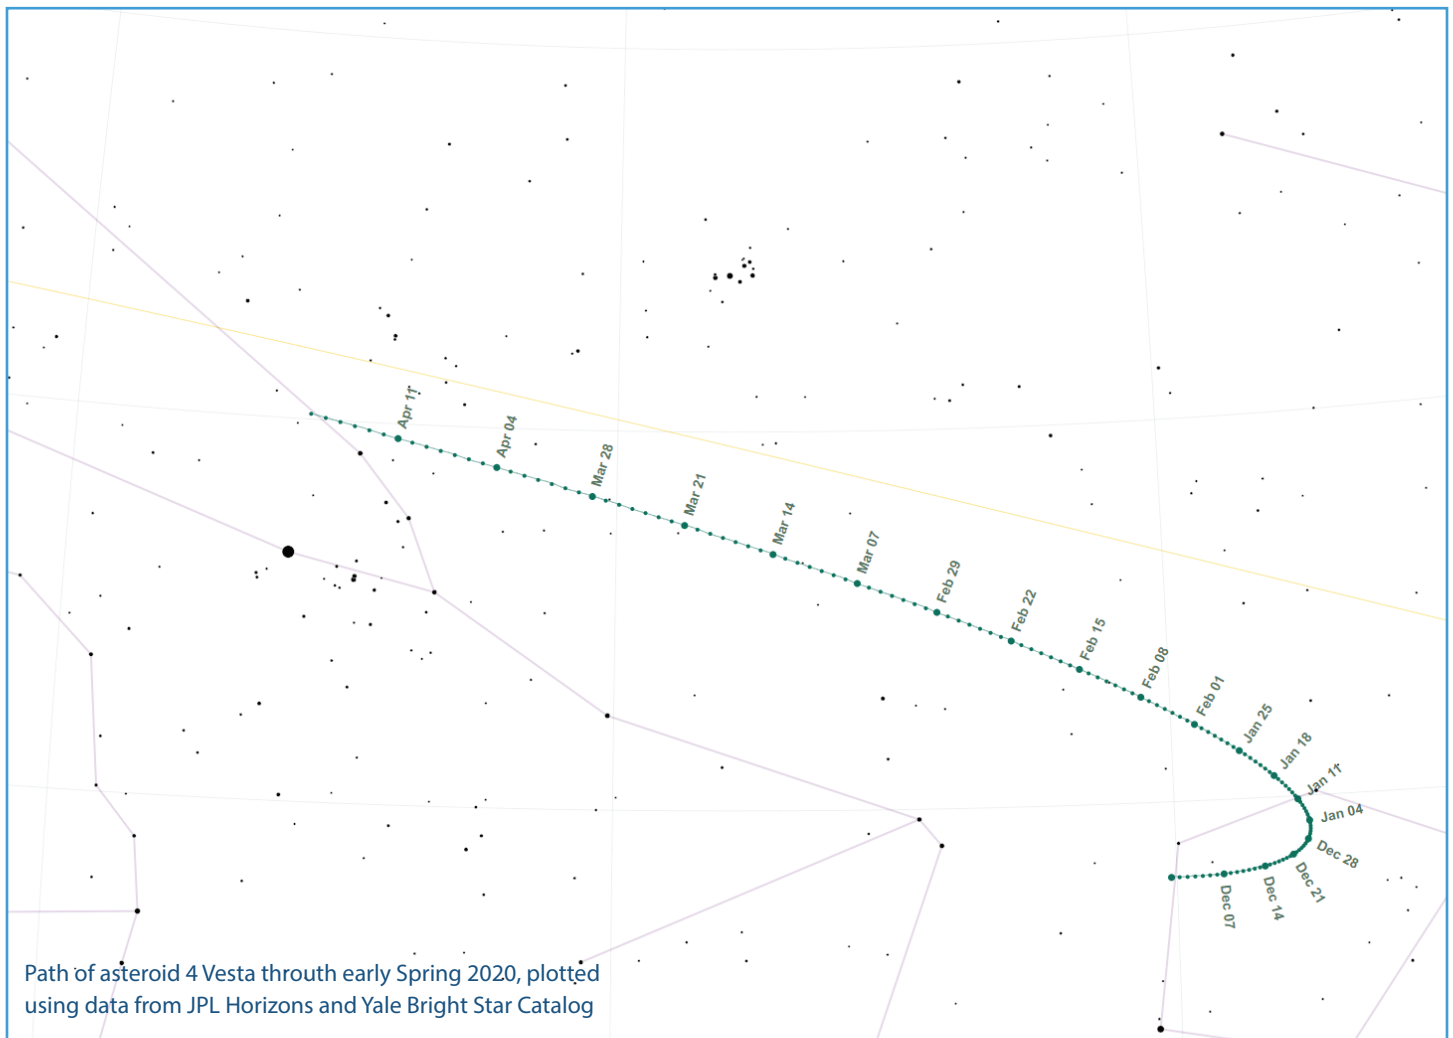 Apr 11
Apr 04
Mar 28
Mar 21
Mar 14
Mar 07
Feb 29
Feb 22
Feb 15
Feb 08
Feb 01
Jan 25
Jan 18
Jan 11
Jan 04
Dec 28
Dec 21
Dec 14
Dec 07
Path of asteroid 4 Vesta throuth early Spring 2020, plotted
using data from JPL Horizons and Yale Bright Star Catalog